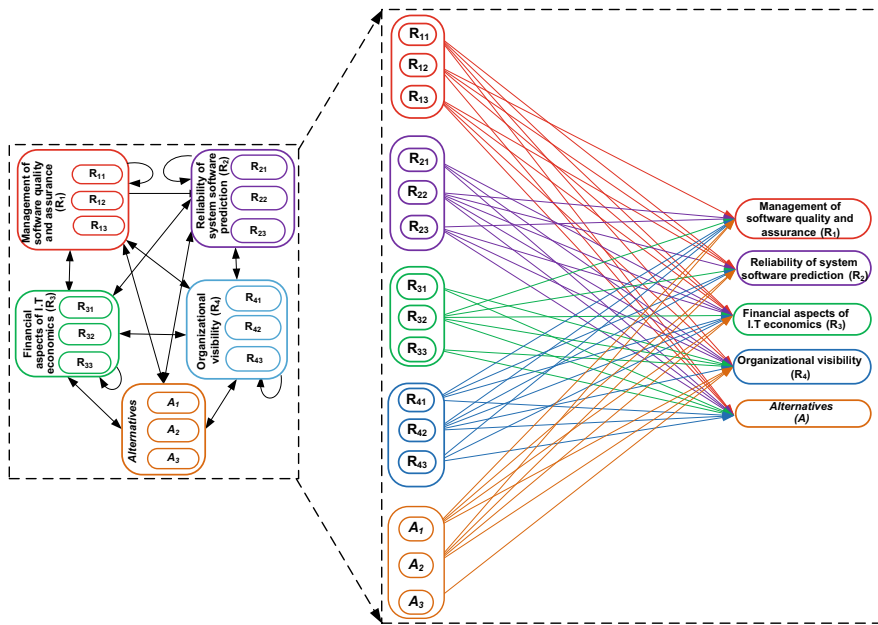 Management of
software quality
and assurance
(R1)
R11
R12
R13
Reliability of
system software
prediction (R2)
R21
R22
R23
Financial
aspects of I.T
economics (R3)
R31
R32
R33
Organizational
visibility (R4)
R41
R42
R43
Alternatives
A1
A2
A3
R11
R12
R13
R21
R22
R23
R31
R32
R33
R41
R42
R43
A1
A2
A3
Management of
software quality and
assurance (R1)
Reliability of system
software prediction (R2)
Financial aspects of
I.T economics (R3)
Organizational visibility
(R4)
Alternatives
(A)